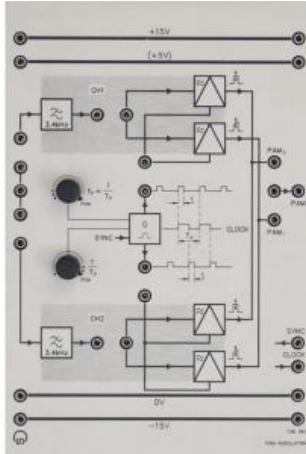 +15V
(+5V)
CH1
3.4kHz
PAM₂
PAM
PAM₁
G
CLOCK
SYNC
CH2
3.4kHz
SYNC
CLOCK
0V
-15V